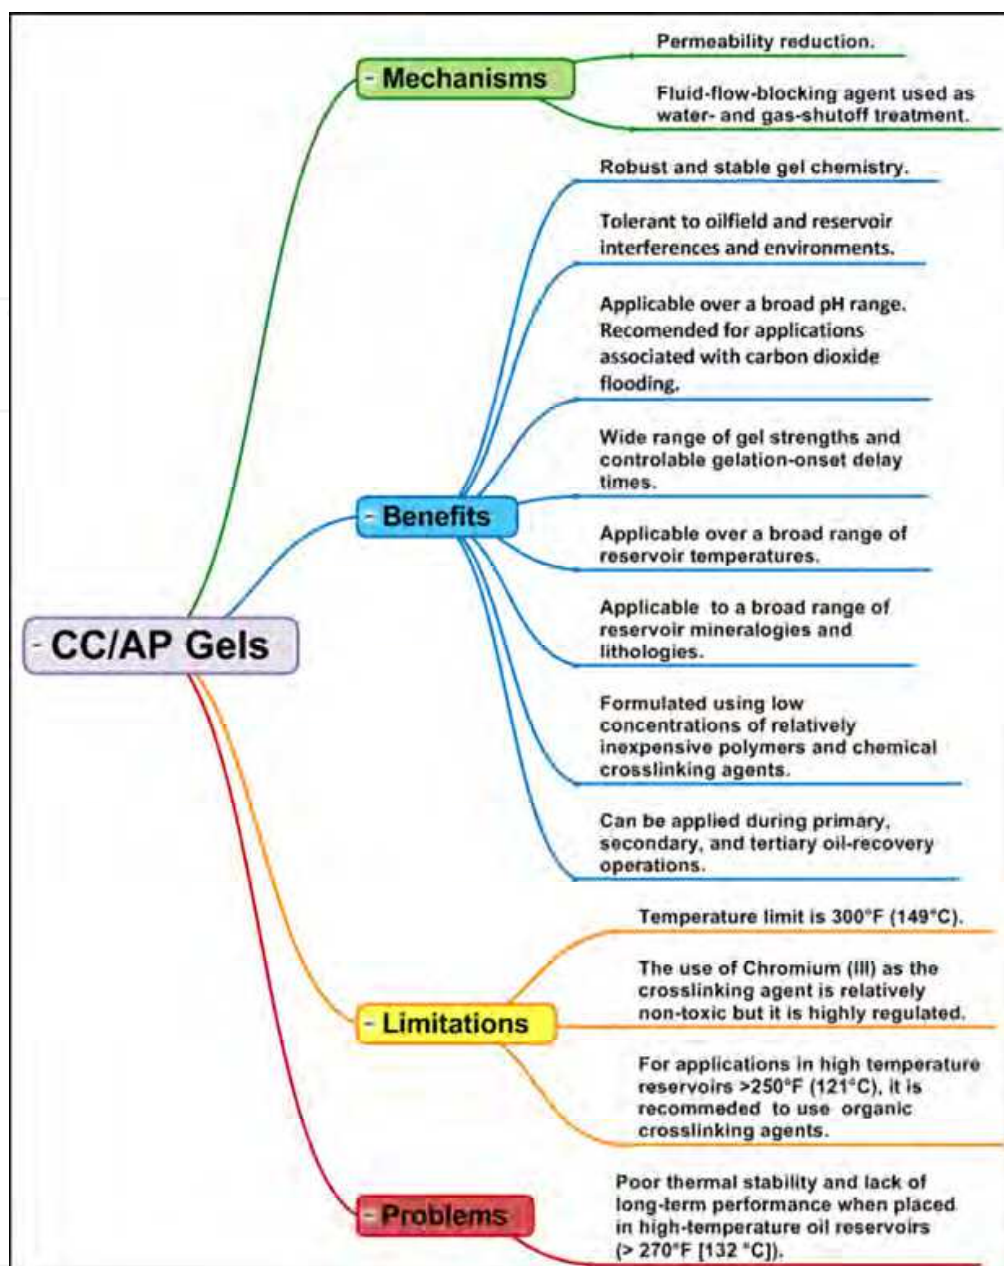 Permeability reduction.
Mechanisms
Fluid-flow-blocking agent used as
water- and gas-shutoff treatment.
Robust and stable gel chemistry.
Tolerant to oilfield and reservoir
interferences and environments.
Applicable over a broad pH range.
Recomended for applications
associated with carbon dioxide
flooding.
Wide range of gel strengths and
controlable gelation-onset delay
times.
Benefits
Applicable over a broad range of
reservoir temperatures.
Applicable to a broad range of
reservoir mineralogies and
lithologies.
CC/AP Gels
Formulated using low
concentrations of relatively
inexpensive polymers and chemical
crosslinking agents.
Can be applied during primary,
secondary, and tertiary oil-recovery
operations.
Temperature limit is 300°F (149°C).
The use of Chromium (III) as the
crosslinking agent is relatively
non-toxic but it is highly regulated.
Limitations
For applications in high temperature
reservoirs >250°F (121°C), it is
recommeded to use organic
crosslinking agents.
Problems
Poor thermal stability and lack of
long-term performance when placed
in high-temperature oil reservoirs
(> 270°F [132 °C]).